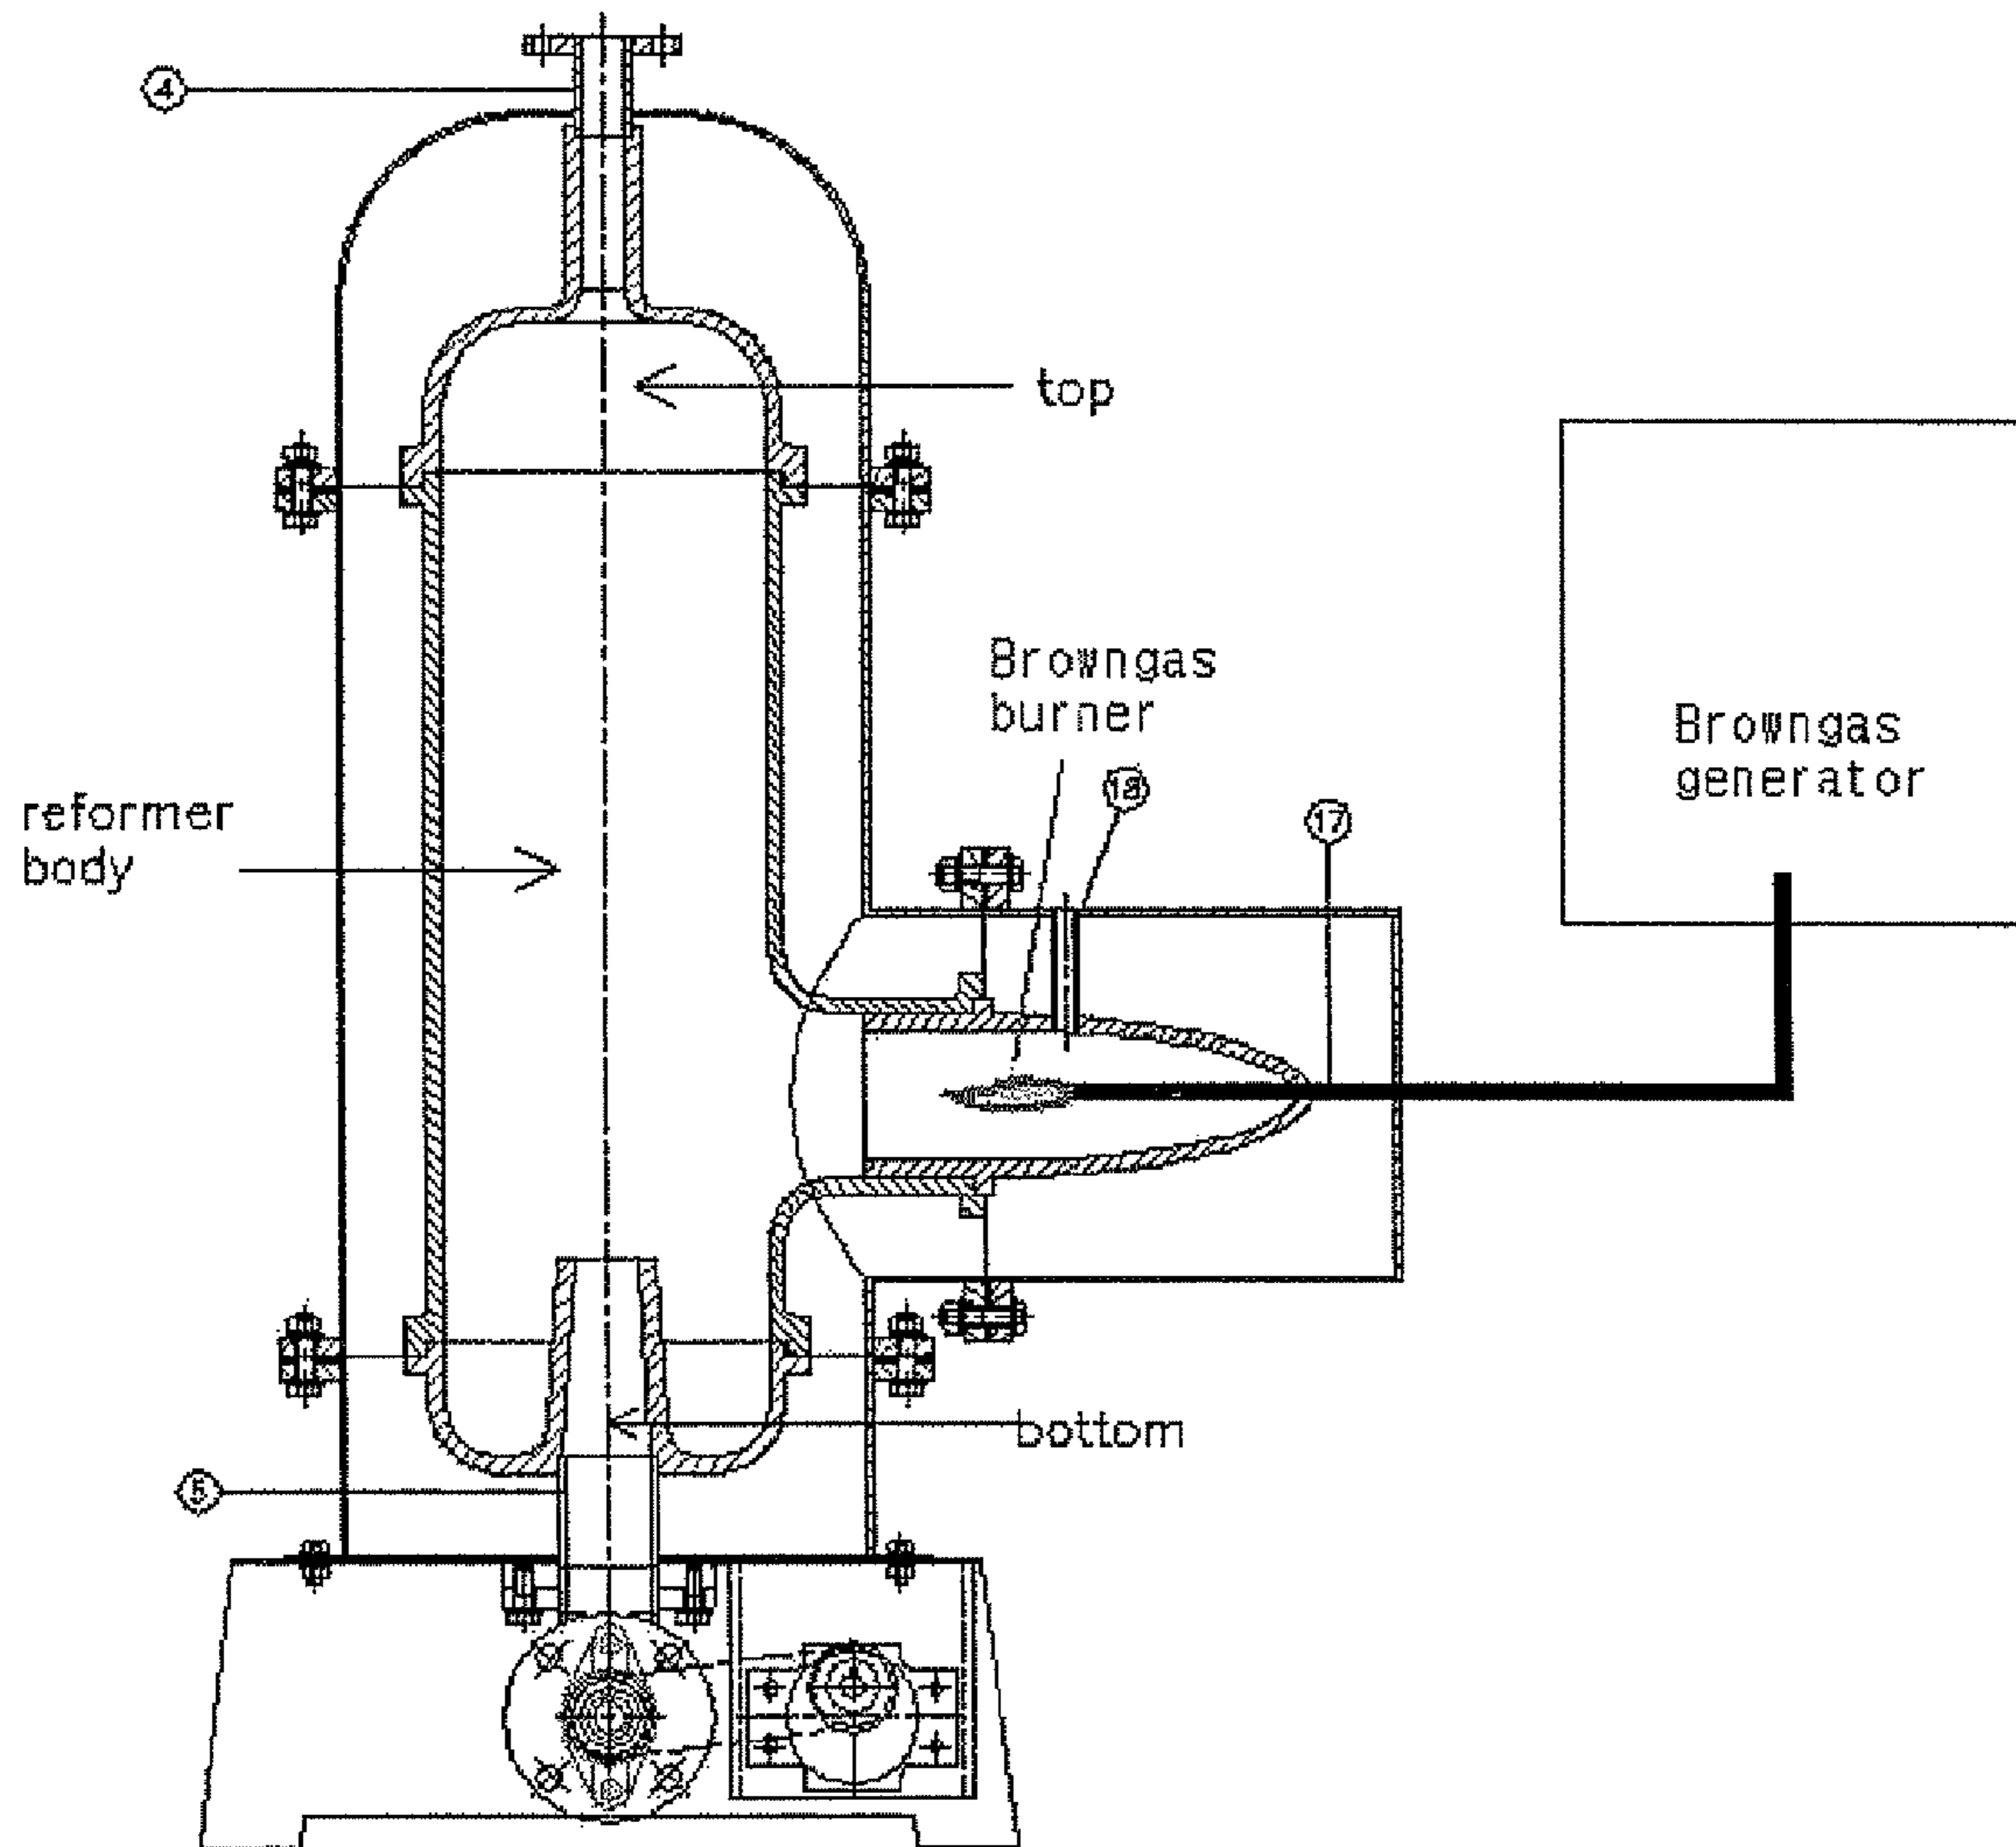 4
top
Browngas
burner
18
17
Browngas
generator
reformer
body
bottom
5